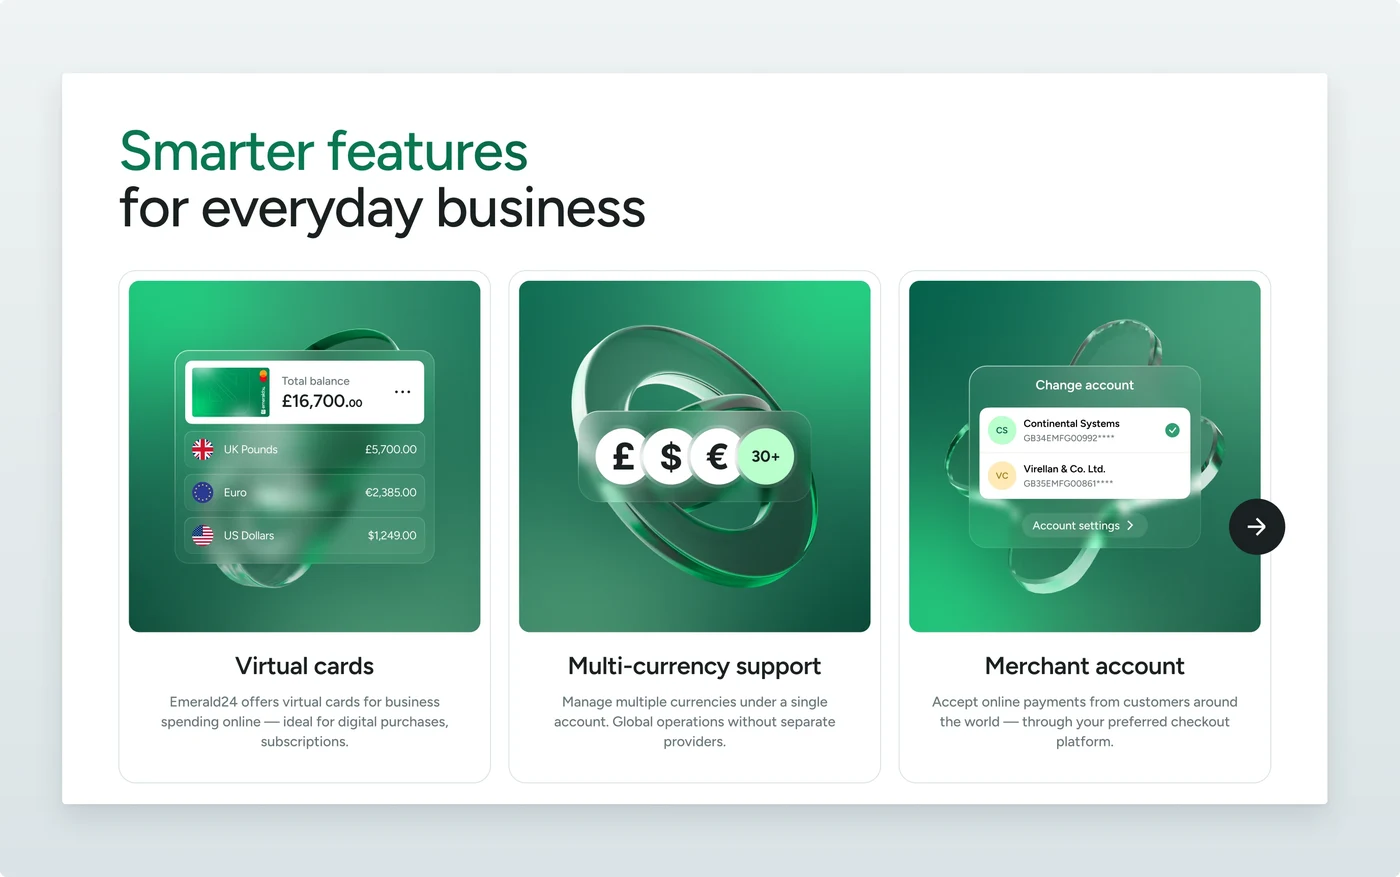 Smarter features
for everyday business
Total balance
£16,700.00
UK Pounds £5,700.00
Euro €2,385.00
US Dollars $1,249.00
£ $ € 30+
Change account
CS Continental Systems
GB34EMFG00992****
VC Virellan & Co. Ltd.
GB35EMFG00861****
Account settings
Virtual cards
Emerald24 offers virtual cards for business
spending online — ideal for digital purchases,
subscriptions.
Multi-currency support
Manage multiple currencies under a single
account. Global operations without separate
providers.
Merchant account
Accept online payments from customers around
the world — through your preferred checkout
platform.